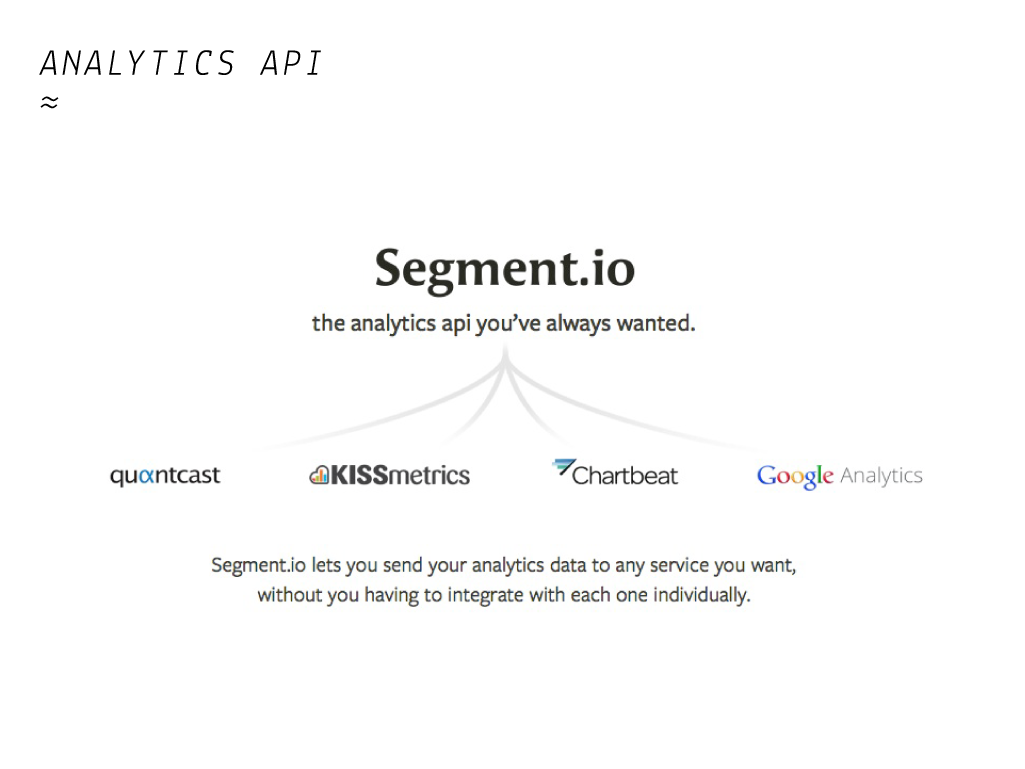 ANALYTICS API
≈
Segment.io
the analytics api you’ve always wanted.
quantcast
KISSmetrics
Chartbeat
Google Analytics
Segment.io lets you send your analytics data to any service you want,
without you having to integrate with each one individually.